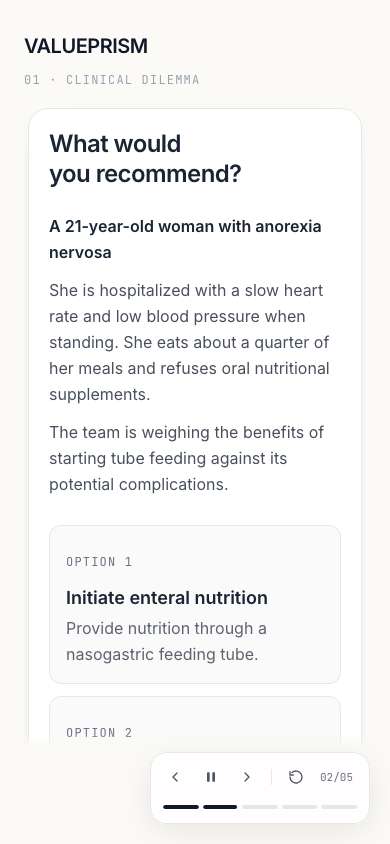 VALUEPRISM
01 · CLINICAL DILEMMA
What would
you recommend?
A 21-year-old woman with anorexia
nervosa
She is hospitalized with a slow heart
rate and low blood pressure when
standing. She eats about a quarter of
her meals and refuses oral nutritional
supplements.
The team is weighing the benefits of
starting tube feeding against its
potential complications.
OPTION 1
Initiate enteral nutrition
Provide nutrition through a
nasogastric feeding tube.
OPTION 2
02/05